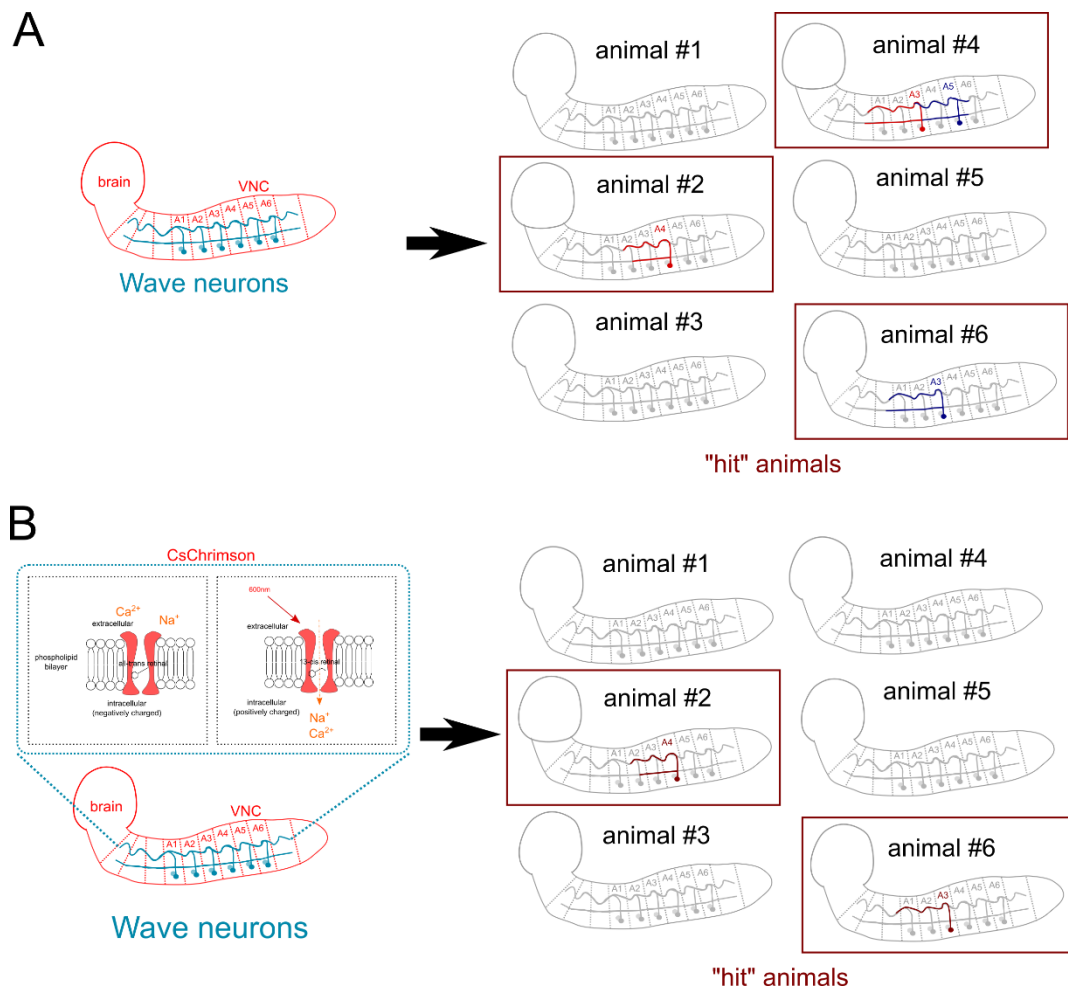 A
brain
VNC
A1 A2 A3 A4 A5 A6
Wave neurons
animal #1
A1 A2 A3 A4 A5 A6
animal #4
A1 A2 A3 A4 A5 A6
animal #2
A1 A2 A3 A4 A5 A6
animal #5
A1 A2 A3 A4 A5 A6
animal #3
A1 A2 A3 A4 A5 A6
animal #6
A1 A2 A3 A4 A5 A6
"hit" animals
B
CsChrimson
Ca2+
Na+
extracellular
phospholipid
bilayer
all-trans retinal
intracellular
(negatively charged)
600nm
extracellular
13-cis retinal
intracellular
(positively charged)
Na+
Ca2+
brain
VNC
A1 A2 A3 A4 A5 A6
Wave neurons
animal #1
A1 A2 A3 A4 A5 A6
animal #4
A1 A2 A3 A4 A5 A6
animal #2
A1 A2 A3 A4 A5 A6
animal #5
A1 A2 A3 A4 A5 A6
animal #3
A1 A2 A3 A4 A5 A6
animal #6
A1 A2 A3 A4 A5 A6
"hit" animals